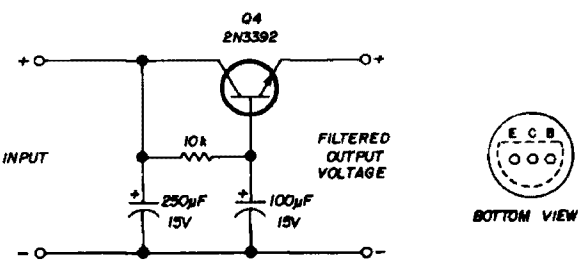 Q4
2N3392
+
+
10k
INPUT
FILTERED
OUTPUT
VOLTAGE
+
250µF
15V
+
100µF
15V
-
-
E C B
BOTTOM VIEW